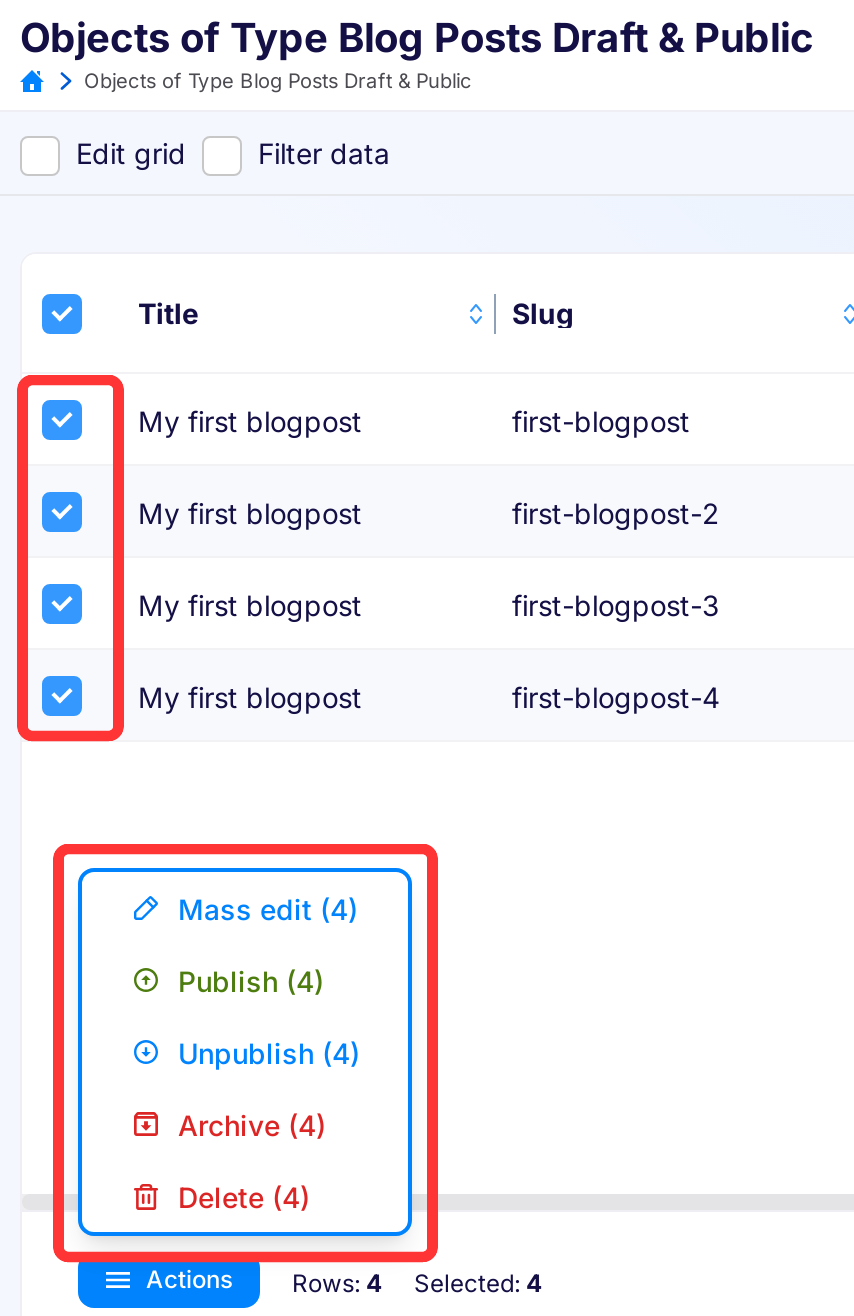 Objects of Type Blog Posts Draft & Public
Objects of Type Blog Posts Draft & Public
Edit grid Filter data
Title Slug
My first blogpost first-blogpost
My first blogpost first-blogpost-2
My first blogpost first-blogpost-3
My first blogpost first-blogpost-4
Mass edit (4)
Publish (4)
Unpublish (4)
Archive (4)
Delete (4)
Actions Rows: 4 Selected: 4